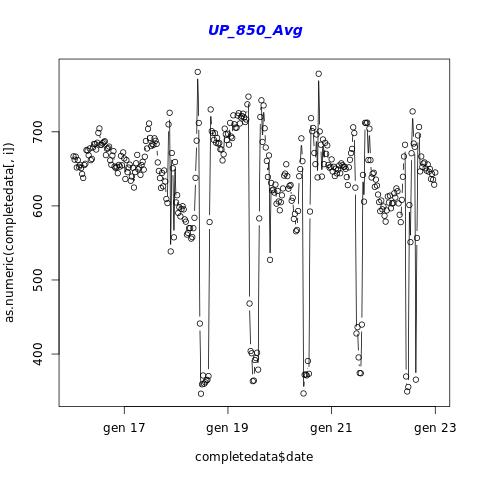 UP_850_Avg
as.numeric(completedata[, i])
700
600
500
400
gen 17
gen 19
gen 21
gen 23
completedata$date